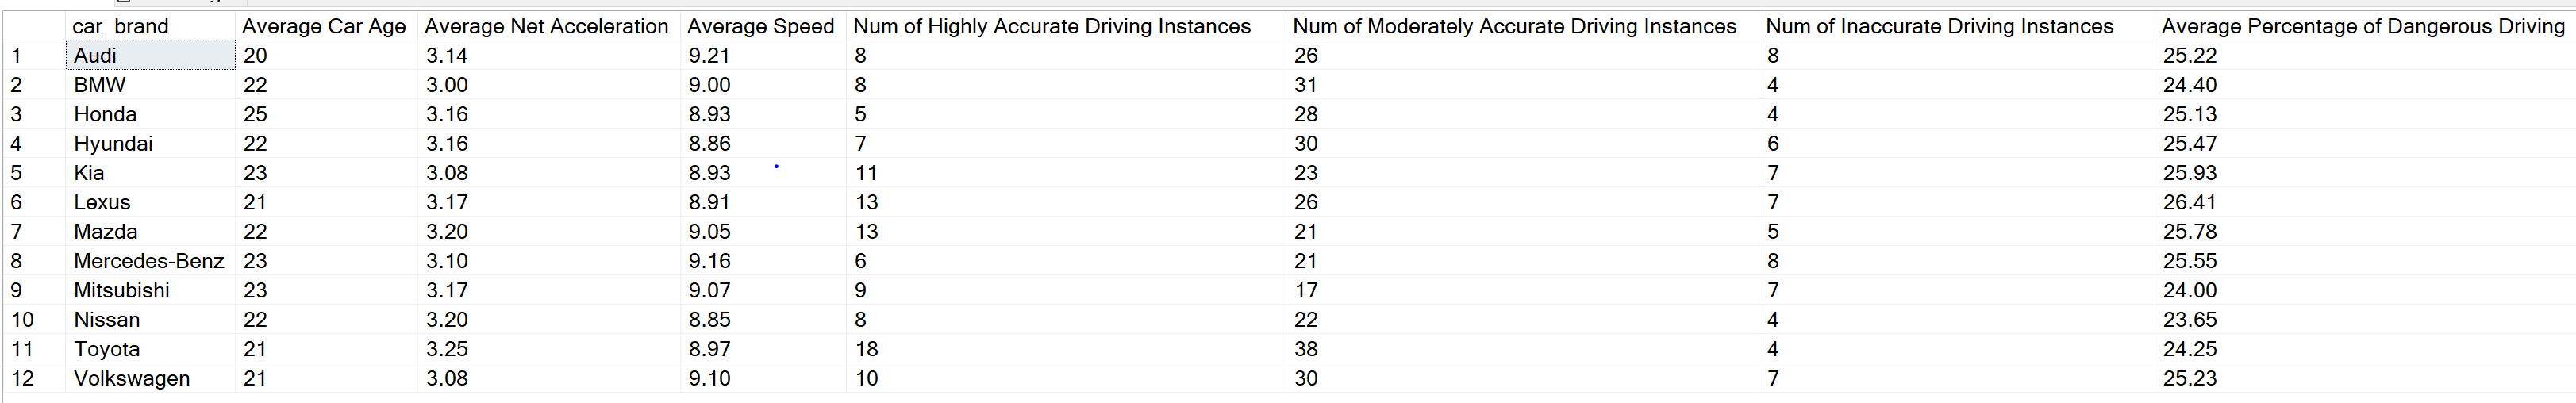 car_brand Average Car Age Average Net Acceleration Average Speed Num of Highly Accurate Driving Instances Num of Moderately Accurate Driving Instances Num of Inaccurate Driving Instances Average Percentage of Dangerous Driving
1 Audi 20 3.14 9.21 8 26 8 25.22
2 BMW 22 3.00 9.00 8 31 4 24.40
3 Honda 25 3.16 8.93 5 28 4 25.13
4 Hyundai 22 3.16 8.86 7 30 6 25.47
5 Kia 23 3.08 8.93 11 23 7 25.93
6 Lexus 21 3.17 8.91 13 26 7 26.41
7 Mazda 22 3.20 9.05 13 21 5 25.78
8 Mercedes-Benz 23 3.10 9.16 6 21 8 25.55
9 Mitsubishi 23 3.17 9.07 9 17 7 24.00
10 Nissan 22 3.20 8.85 8 22 4 23.65
11 Toyota 21 3.25 8.97 18 38 4 24.25
12 Volkswagen 21 3.08 9.10 10 30 7 25.23